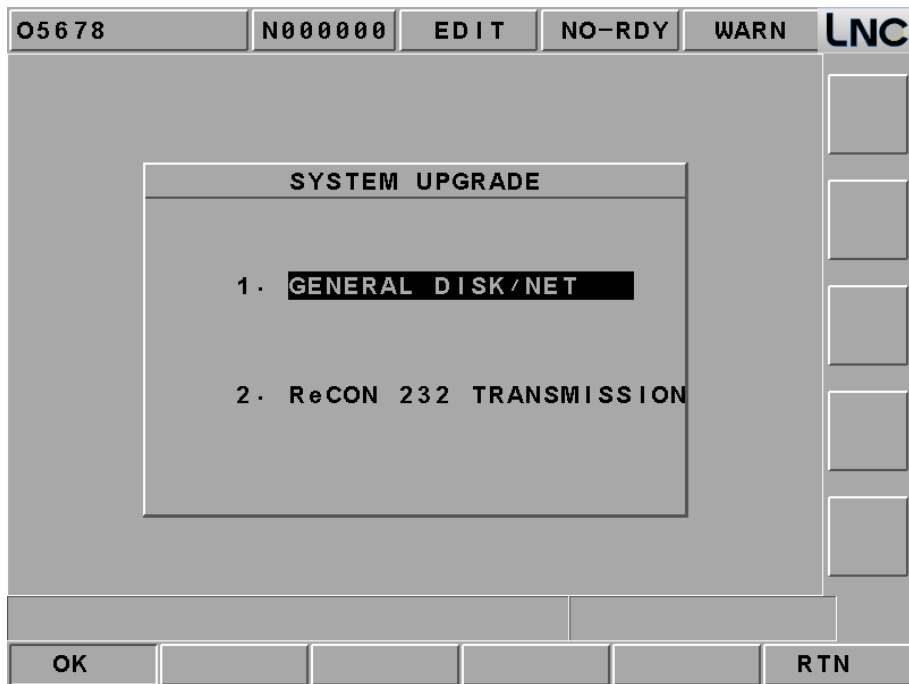 O5678 N000000 EDIT NO-RDY WARN LNC
SYSTEM UPGRADE
1. GENERAL DISK/NET
2. ReCON 232 TRANSMISSION
OK RTN